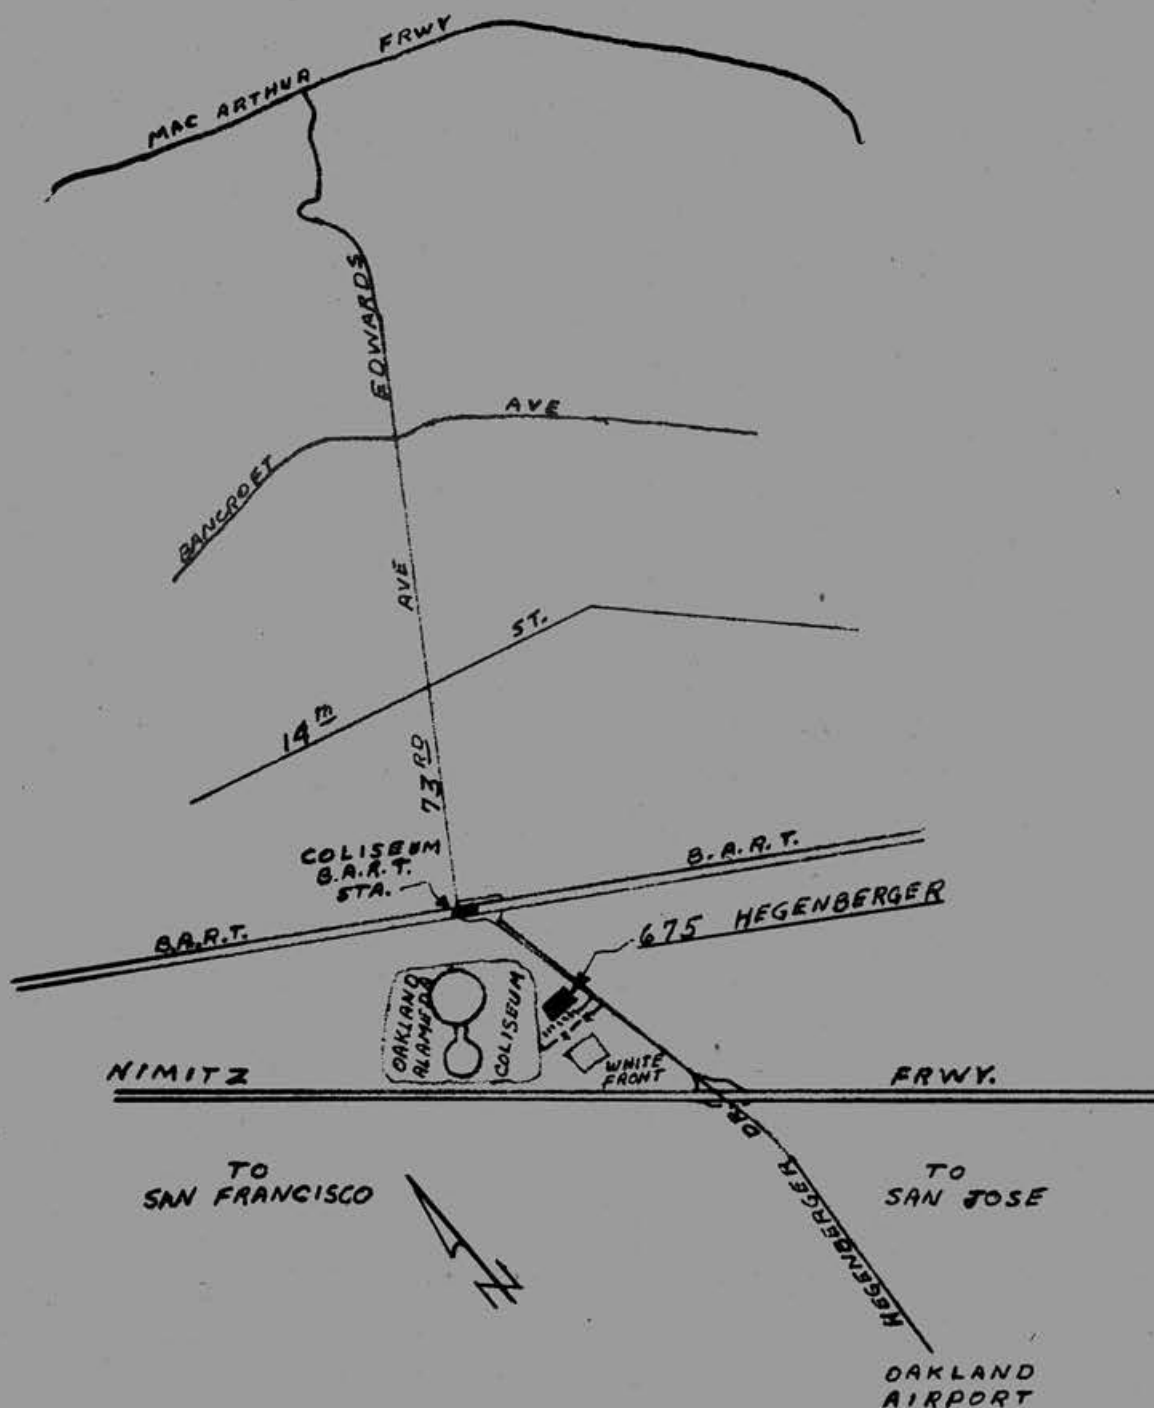 MAC ARTHUR FRWY
EDWARDS
BANCROFT AVE
AVE
14TH ST.
73RD
COLISEUM
B.A.R.T.
STA.
B.A.R.T.
B.A.R.T.
675 HEGENBERGER
OAKLAND
ALAMEDA
COLISEUM
WHITE
FRONT
NIMITZ FRWY.
TO
SAN FRANCISCO
N
HEGENBERGER DR.
TO
SAN JOSE
OAKLAND
AIRPORT